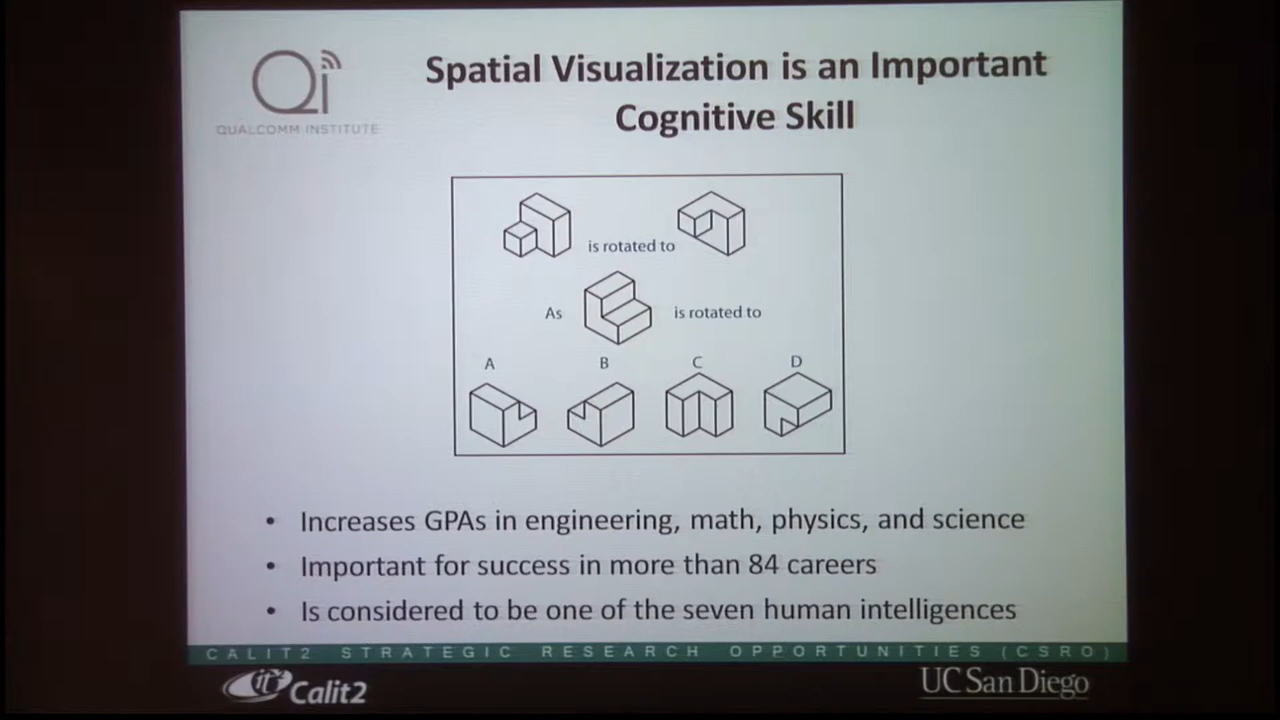 Qi
QUALCOMM INSTITUTE
Spatial Visualization is an Important
Cognitive Skill
is rotated to
As
is rotated to
A B C D
• Increases GPAs in engineering, math, physics, and science
• Important for success in more than 84 careers
• Is considered to be one of the seven human intelligences
CALIT2 STRATEGIC RESEARCH OPPORTUNITIES (CSRO)
it2 Calit2
UC San Diego